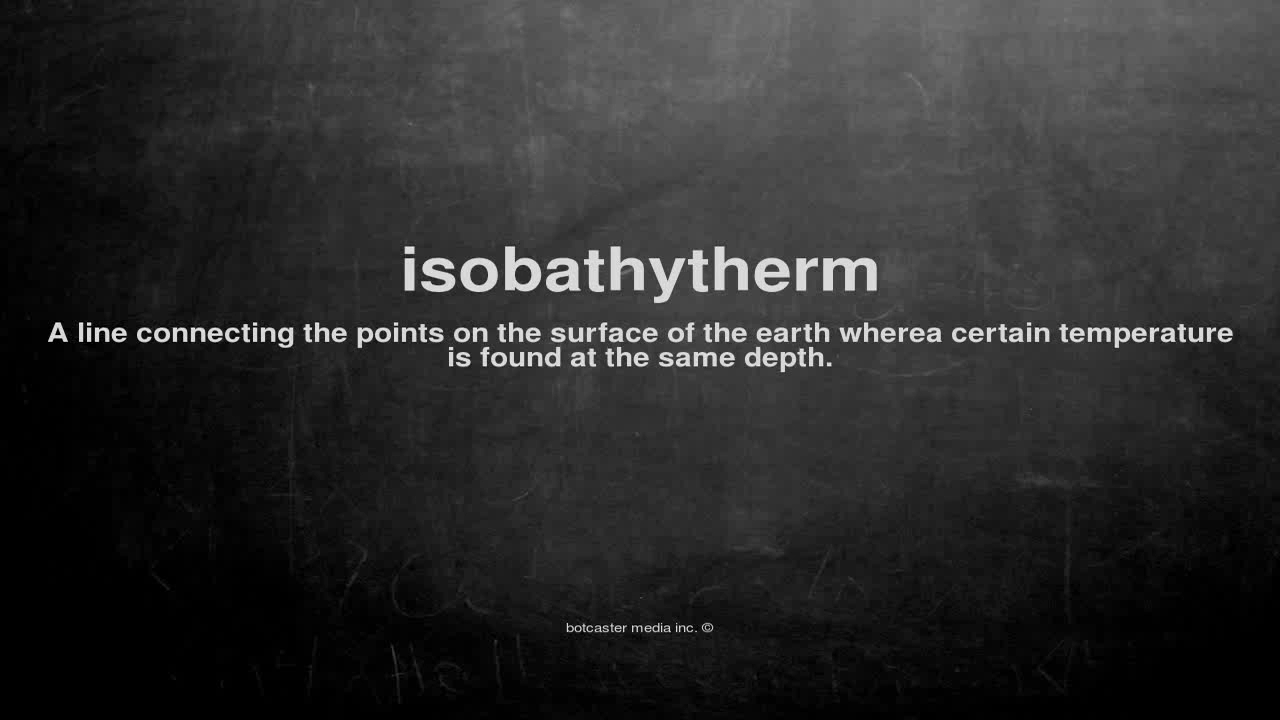 isobathytherm
A line connecting the points on the surface of the earth wherea certain temperature
is found at the same depth.
botcaster media inc. ©